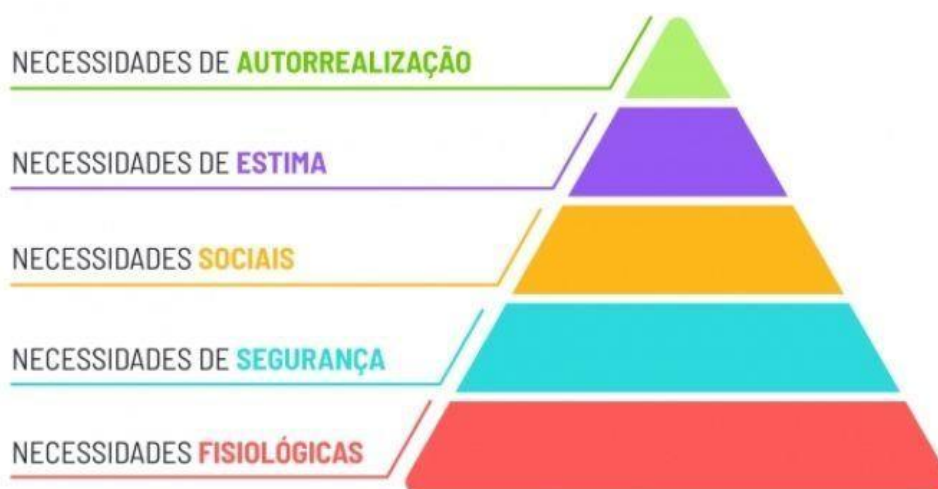 NECESSIDADES DE AUTORREALIZAÇÃO
NECESSIDADES DE ESTIMA
NECESSIDADES SOCIAIS
NECESSIDADES DE SEGURANÇA
NECESSIDADES FISIOLÓGICAS